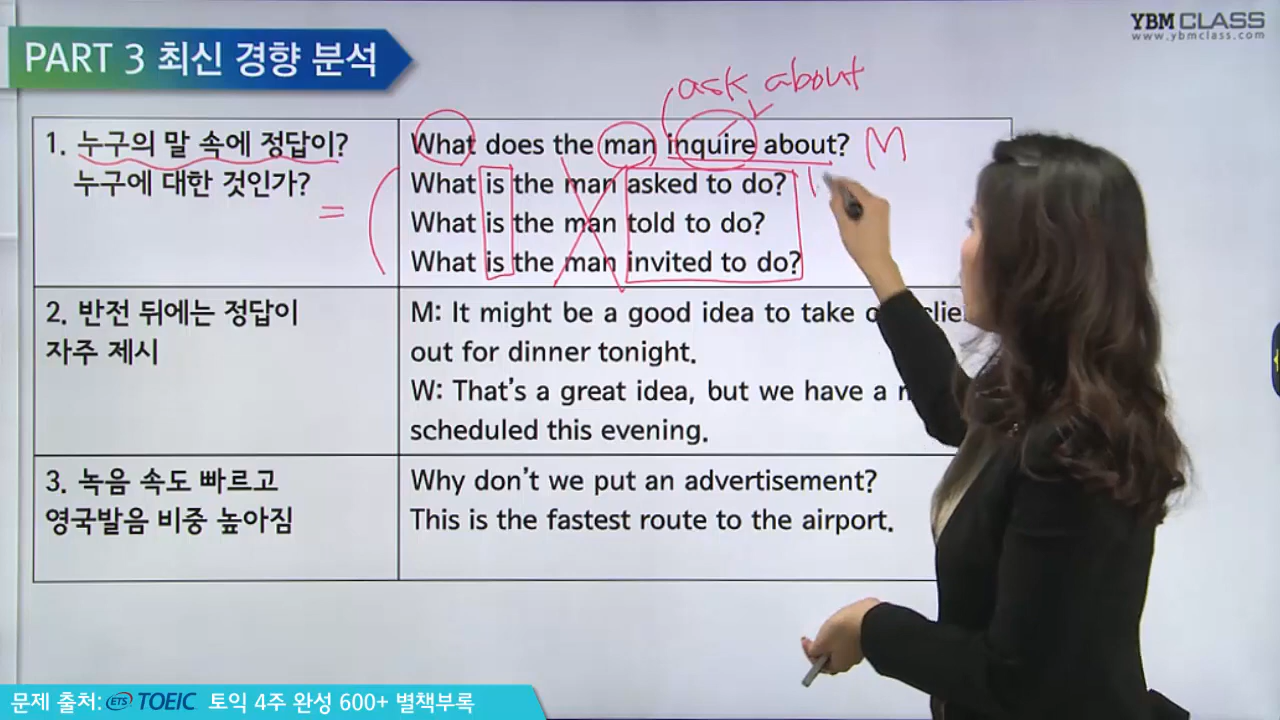 YBM CLASS
www.ybmclass.com
PART 3 최신 경향 분석
ask about
1. 누구의 말 속에 정답이?
누구에 대한 것인가?
=
What does the man inquire about? M
What is the man asked to do?
What is the man told to do?
What is the man invited to do?
2. 반전 뒤에는 정답이
자주 제시
M: It might be a good idea to take
out for dinner tonight.
W: That's a great idea, but we have a
scheduled this evening.
3. 녹음 속도 빠르고
영국발음 비중 높아짐
Why don't we put an advertisement?
This is the fastest route to the airport.
문제 출처: ETS TOEIC 토익 4주 완성 600+ 별책부록